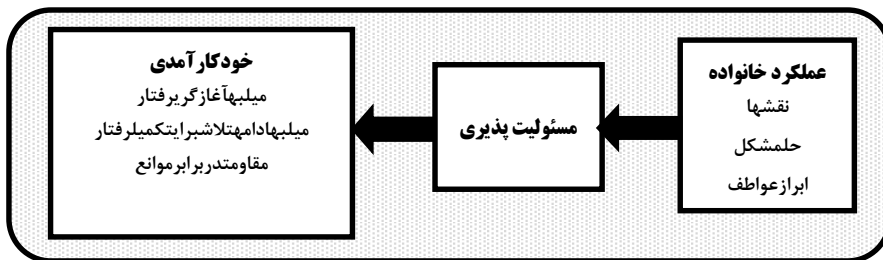 عملکرد خانواده
نقشها
حلمشکل
ابرازعواطف
مسئولیت پذیری
خودکارآمدی
میلبهآغازگریرفتار
میلبهادامهتلاشبرایتکمیلرفتار
مقاومتدربرابرموانع